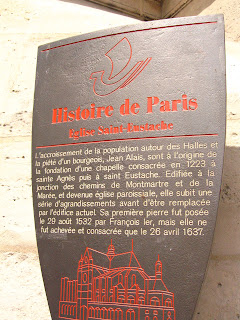 Histoire de Paris
Eglise Saint-Eustache
L'accroissement de la population autour des Halles et
la piété d'un bourgeois, Jean Alais, sont à l'origine de
la fondation d'une chapelle consacrée en 1223 à
sainte Agnès puis à saint Eustache. Edifiée à la
jonction des chemins de Montmartre et de la
Marée, et devenue église paroissiale, elle subit une
série d'agrandissements avant d'être remplacée
par l'édifice actuel. Sa première pierre fut posée
le 29 août 1532 par François Ier, mais elle ne
fut achevée et consacrée que le 26 avril 1637.